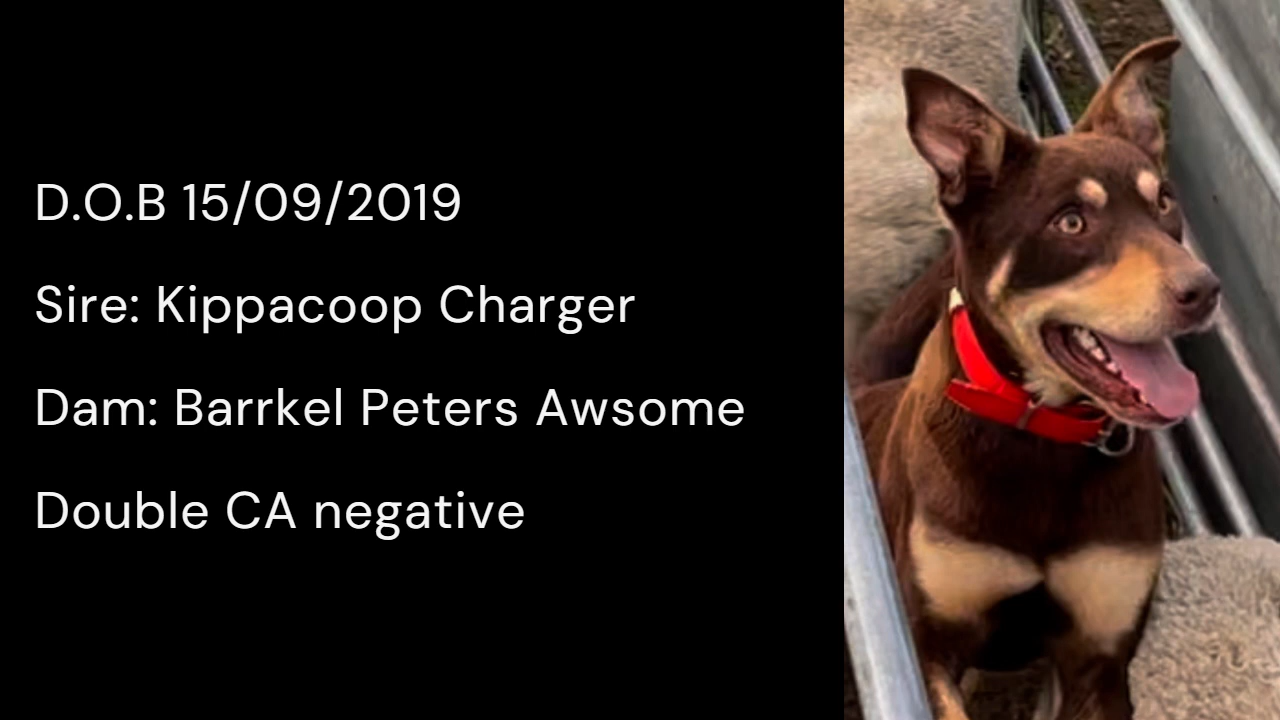 D.O.B 15/09/2019
Sire: Kippacoop Charger
Dam: Barrkel Peters Awsome
Double CA negative